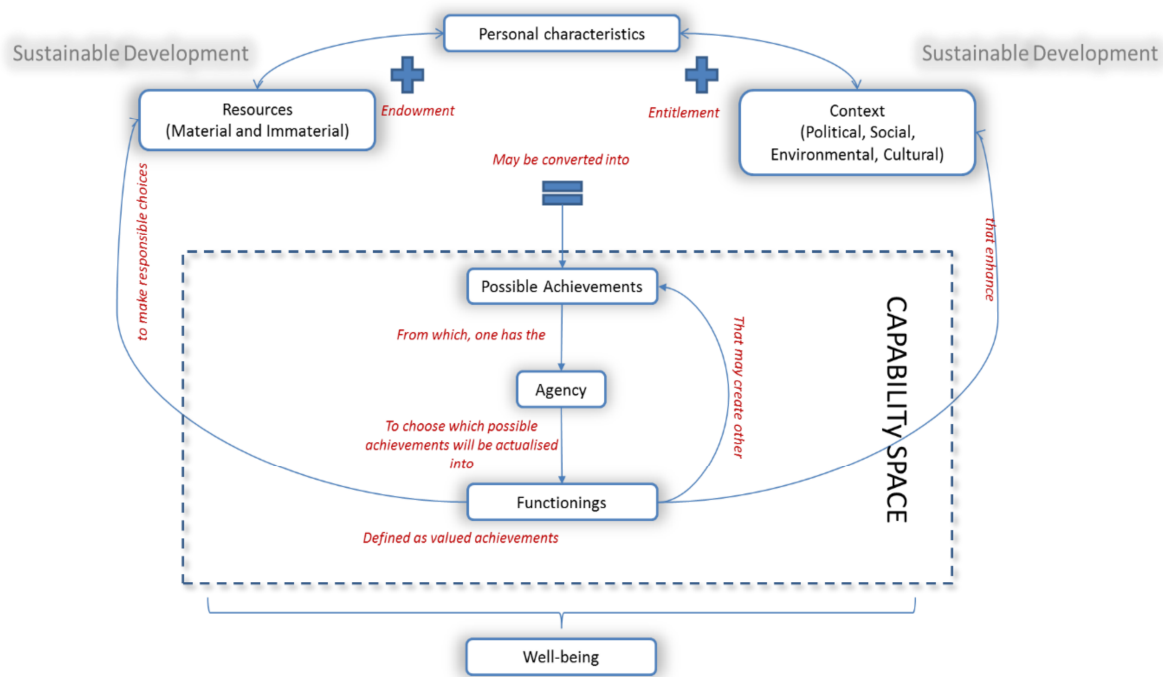 Personal characteristics
Sustainable Development
Sustainable Development
Endowment
Entitlement
Resources
(Material and Immaterial)
Context
(Political, Social,
Environmental, Cultural)
May be converted into
to make responsible choices
that enhance
Possible Achievements
From which, one has the
That may create other
CAPABILITy SPACE
Agency
To choose which possible
achievements will be actualised
into
Functionings
Defined as valued achievements
Well-being